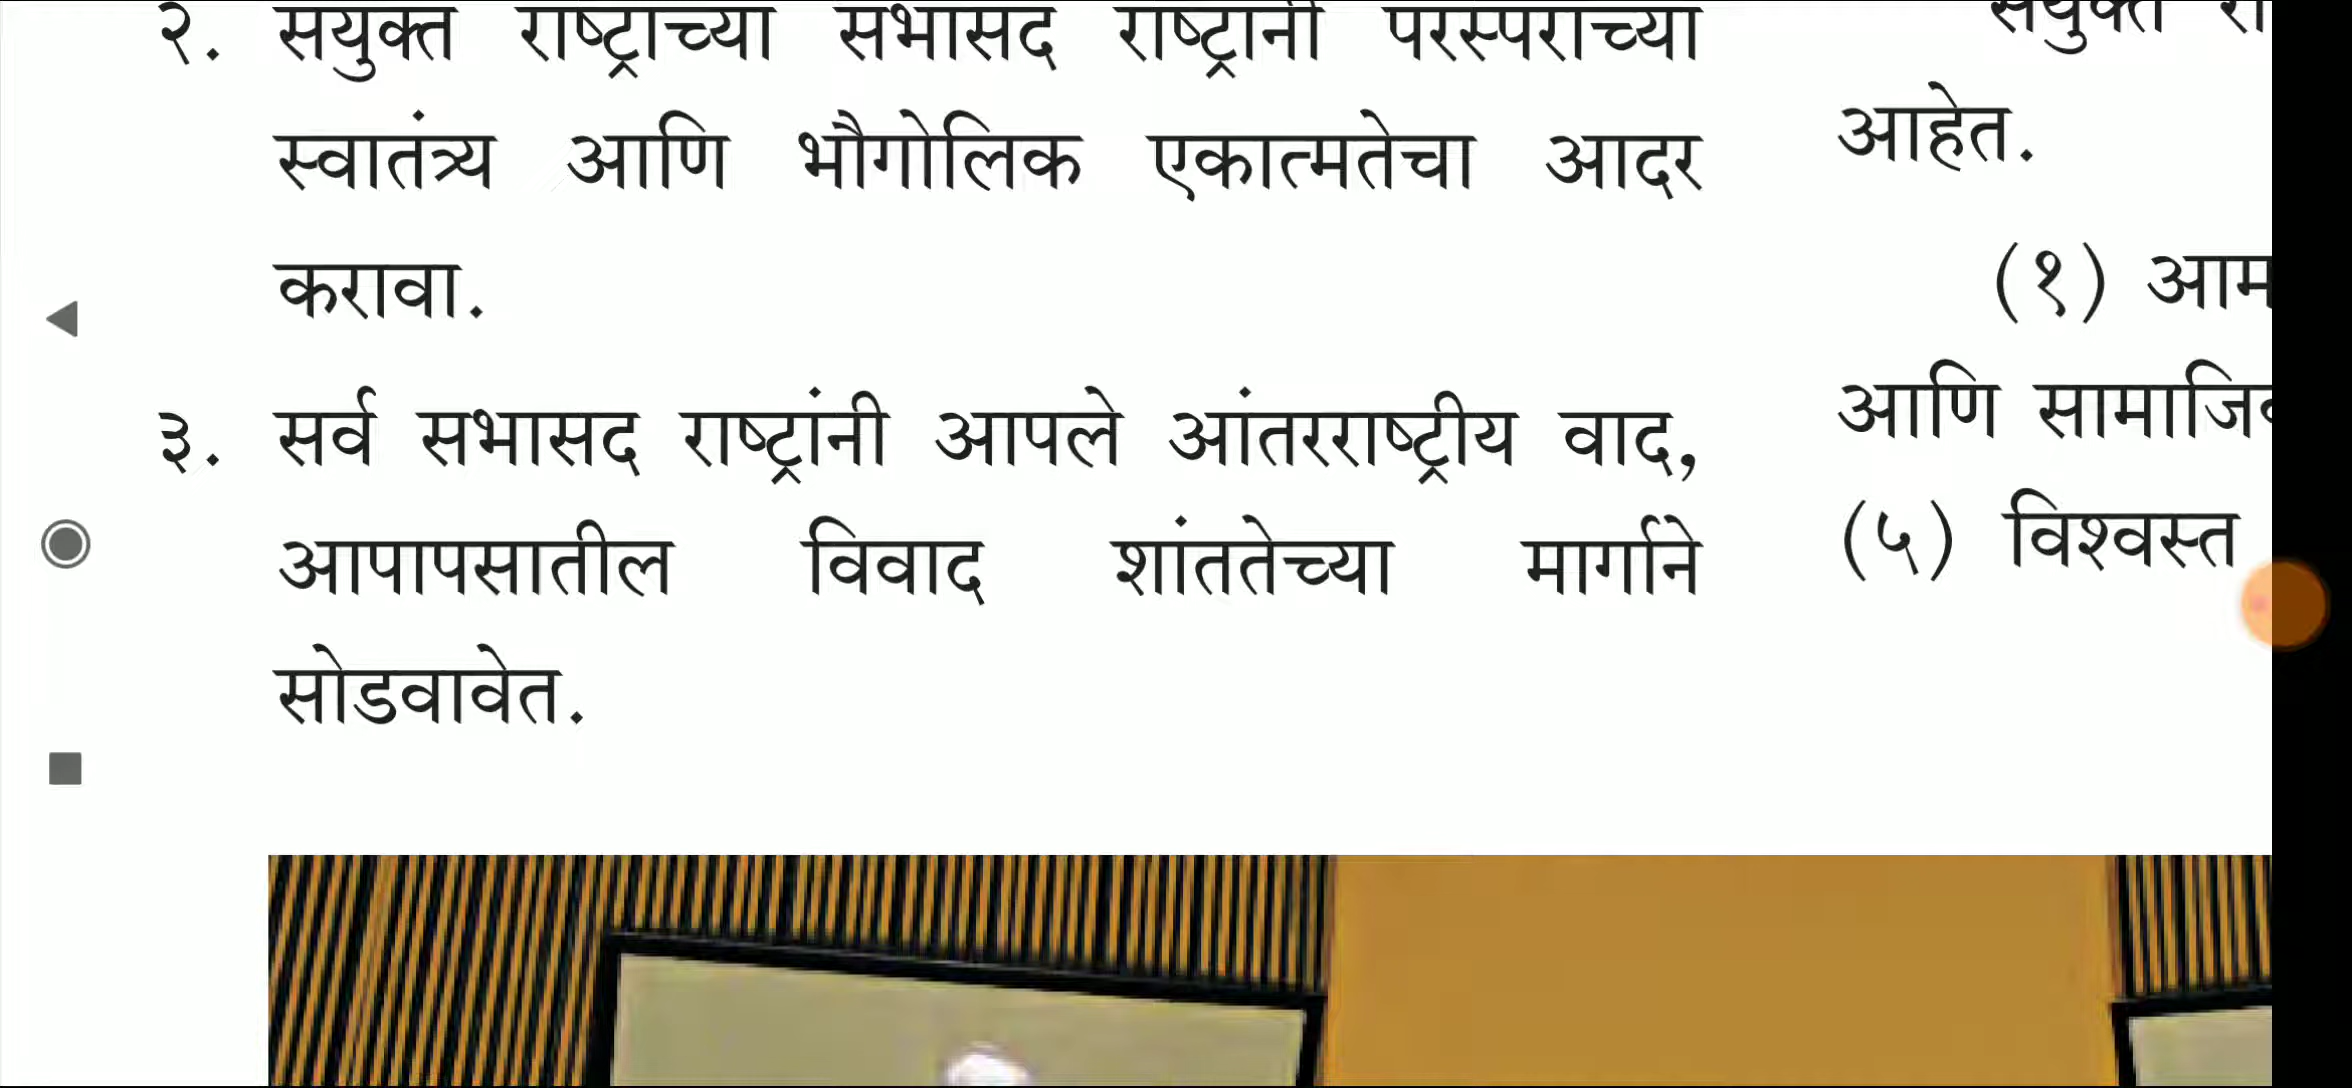 २. सयुक्त राष्ट्राच्या सभासद राष्ट्रानी परस्पराच्या
स्वातंत्र्य आणि भौगोलिक एकात्मतेचा आदर
करावा.
३. सर्व सभासद राष्ट्रांनी आपले आंतरराष्ट्रीय वाद,
आपापसातील विवाद शांततेच्या मार्गाने
सोडवावेत.
आहेत.
(१)
आणि
(५) विश्वस्त